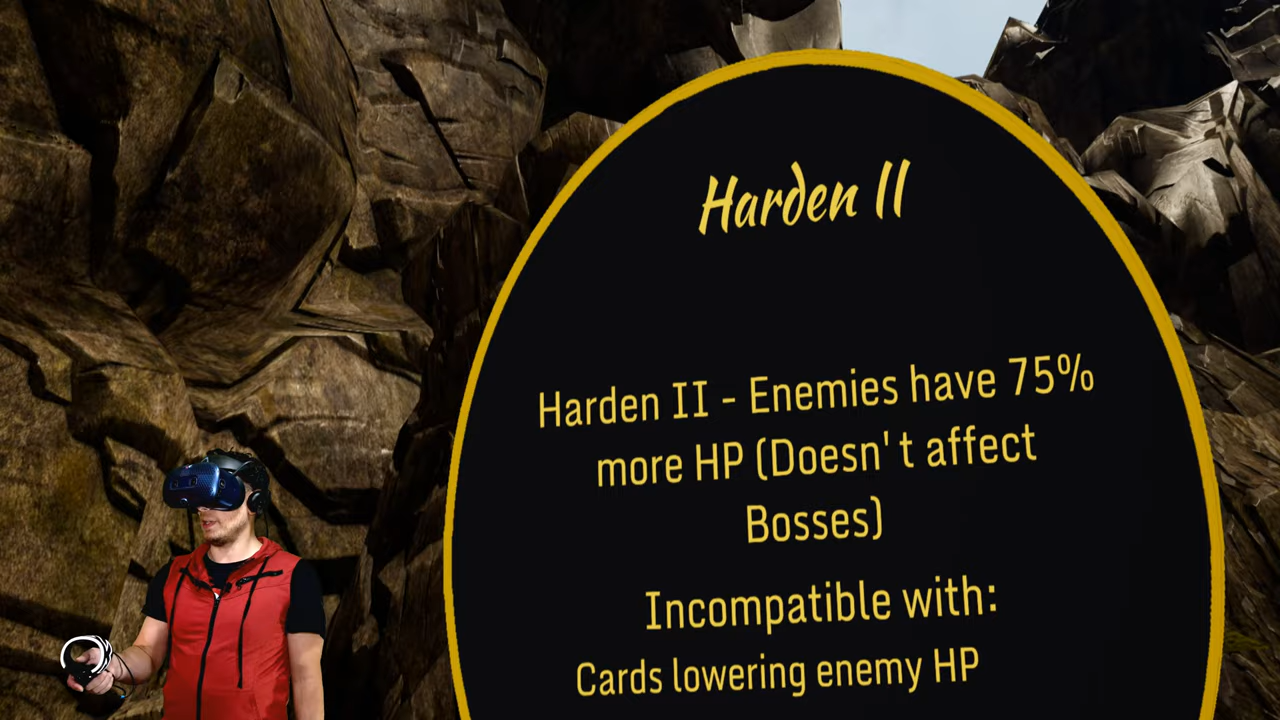 Harden II
Harden II - Enemies have 75%
more HP (Doesn't affect
Bosses)
Incompatible with:
Cards lowering enemy HP